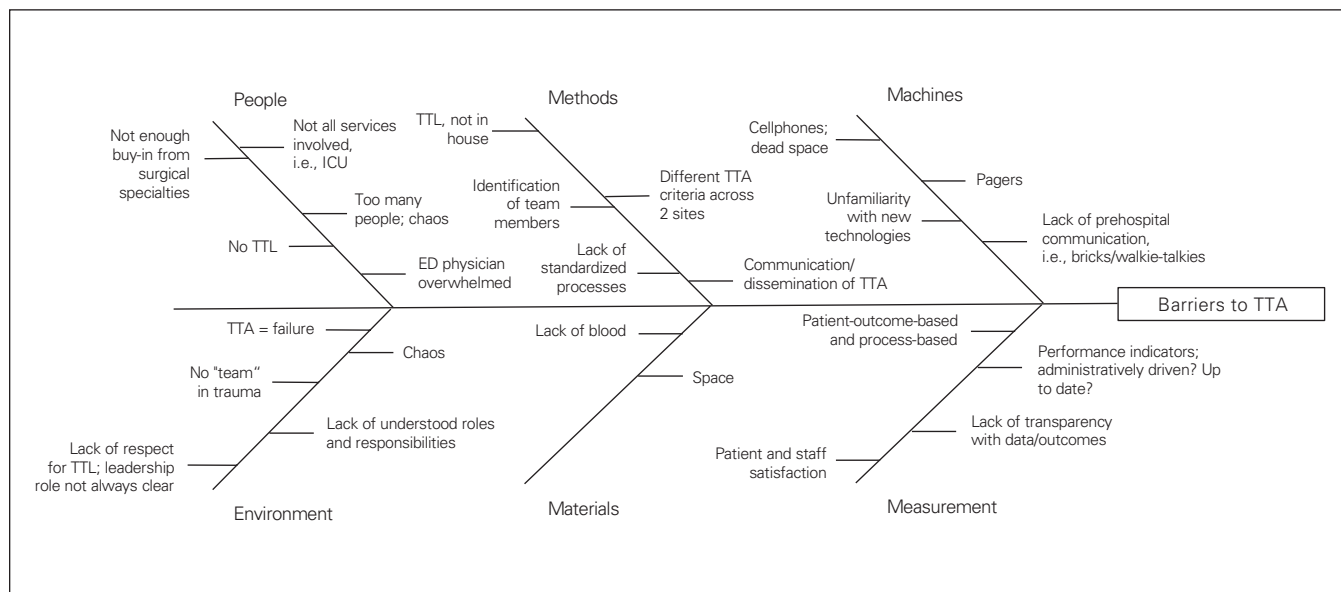 People
Not enough
buy-in from
surgical
specialties
Not all services
involved,
i.e., ICU
Too many
people; chaos
No TTL
ED physician
overwhelmed
Methods
TTL, not in
house
Different TTA
criteria across
2 sites
Identification
of team
members
Lack of
standardized
processes
Communication/
dissemination of TTA
Machines
Cellphones;
dead space
Pagers
Unfamiliarity
with new
technologies
Lack of prehospital
communication,
i.e., bricks/walkie-talkies
Barriers to TTA
TTA = failure
Chaos
No "team“
in trauma
Lack of understood roles
and responsibilities
Lack of respect
for TTL; leadership
role not always clear
Environment
Lack of blood
Space
Materials
Patient-outcome-based
and process-based
Performance indicators;
administratively driven? Up
to date?
Lack of transparency
with data/outcomes
Patient and staff
satisfaction
Measurement